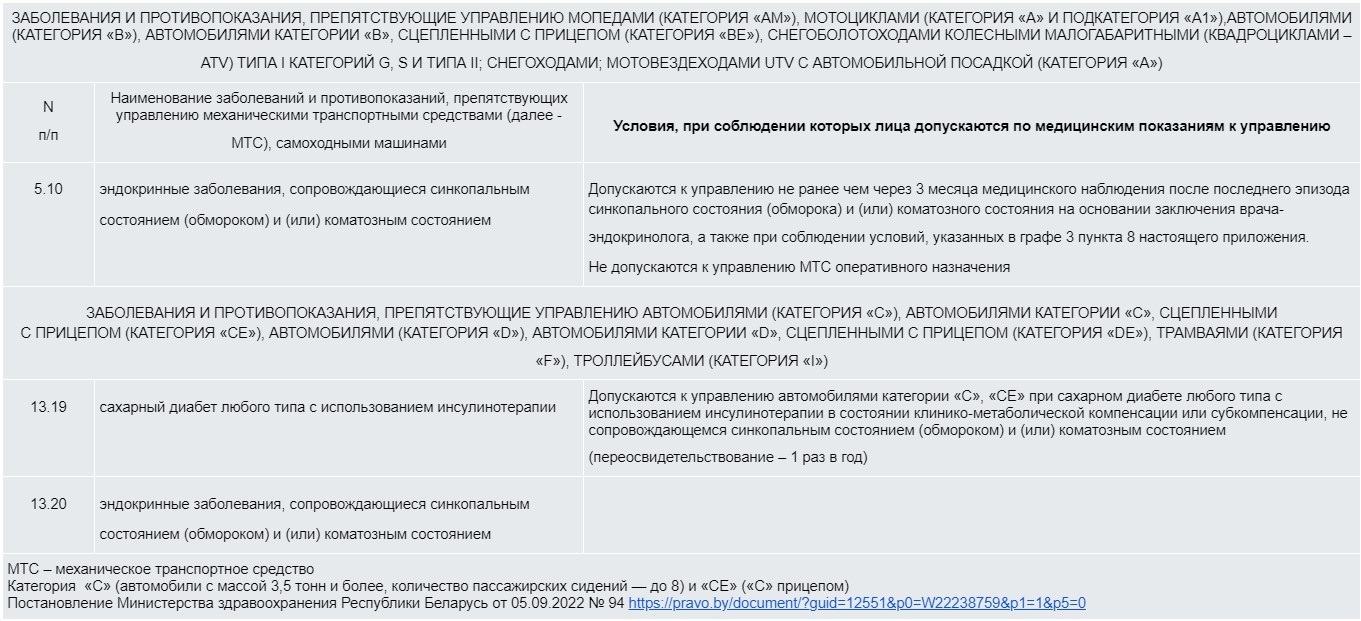 ЗАБОЛЕВАНИЯ И ПРОТИВОПОКАЗАНИЯ, ПРЕПЯТСТВУЮЩИЕ УПРАВЛЕНИЮ МОПЕДАМИ (КАТЕГОРИЯ «АМ»), МОТОЦИКЛАМИ (КАТЕГОРИЯ «А» И ПОДКАТЕГОРИЯ «А1»),АВТОМОБИЛЯМИ
(КАТЕГОРИЯ «В»), АВТОМОБИЛЯМИ КАТЕГОРИИ «В», СЦЕПЛЕННЫМИ С ПРИЦЕПОМ (КАТЕГОРИЯ «ВЕ»), СНЕГОБОЛОТОХОДАМИ КОЛЕСНЫМИ МАЛОГАБАРИТНЫМИ (КВАДРОЦИКЛАМИ –
ATV) ТИПА I КАТЕГОРИЙ G, S И ТИПА II; СНЕГОХОДАМИ; МОТОВЕЗДЕХОДАМИ UTV С АВТОМОБИЛЬНОЙ ПОСАДКОЙ (КАТЕГОРИЯ «А»)
N
п/п
Наименование заболеваний и противопоказаний, препятствующих
управлению механическими транспортными средствами (далее -
МТС), самоходными машинами
Условия, при соблюдении которых лица допускаются по медицинским показаниям к управлению
5.10
эндокринные заболевания, сопровождающиеся синкопальным
состоянием (обмороком) и (или) коматозным состоянием
Допускаются к управлению не ранее чем через 3 месяца медицинского наблюдения после последнего эпизода
синкопального состояния (обморока) и (или) коматозного состояния на основании заключения врача-
эндокринолога, а также при соблюдении условий, указанных в графе 3 пункта 8 настоящего приложения.
Не допускаются к управлению МТС оперативного назначения
ЗАБОЛЕВАНИЯ И ПРОТИВОПОКАЗАНИЯ, ПРЕПЯТСТВУЮЩИЕ УПРАВЛЕНИЮ АВТОМОБИЛЯМИ (КАТЕГОРИЯ «С»), АВТОМОБИЛЯМИ КАТЕГОРИИ «С», СЦЕПЛЕННЫМИ
С ПРИЦЕПОМ (КАТЕГОРИЯ «СЕ»), АВТОМОБИЛЯМИ (КАТЕГОРИЯ «D»), АВТОМОБИЛЯМИ КАТЕГОРИИ «D», СЦЕПЛЕННЫМИ С ПРИЦЕПОМ (КАТЕГОРИЯ «DE»), ТРАМВАЯМИ (КАТЕГОРИЯ
«F»), ТРОЛЛЕЙБУСАМИ (КАТЕГОРИЯ «I»)
13.19
сахарный диабет любого типа с использованием инсулинотерапии
Допускаются к управлению автомобилями категории «С», «СЕ» при сахарном диабете любого типа с
использованием инсулинотерапии в состоянии клинико-метаболической компенсации или субкомпенсации, не
сопровождающемся синкопальным состоянием (обмороком) и (или) коматозным состоянием
(переосвидетельствование – 1 раз в год)
13.20
эндокринные заболевания, сопровождающиеся синкопальным
состоянием (обмороком) и (или) коматозным состоянием
МТС – механическое транспортное средство
Категория «С» (автомобили с массой 3,5 тонн и более, количество пассажирских сидений — до 8) и «СЕ» («С» прицепом)
Постановление Министерства здравоохранения Республики Беларусь от 05.09.2022 № 94 https://pravo.by/document/?guid=12551&p0=W22238759&p1=1&p5=0